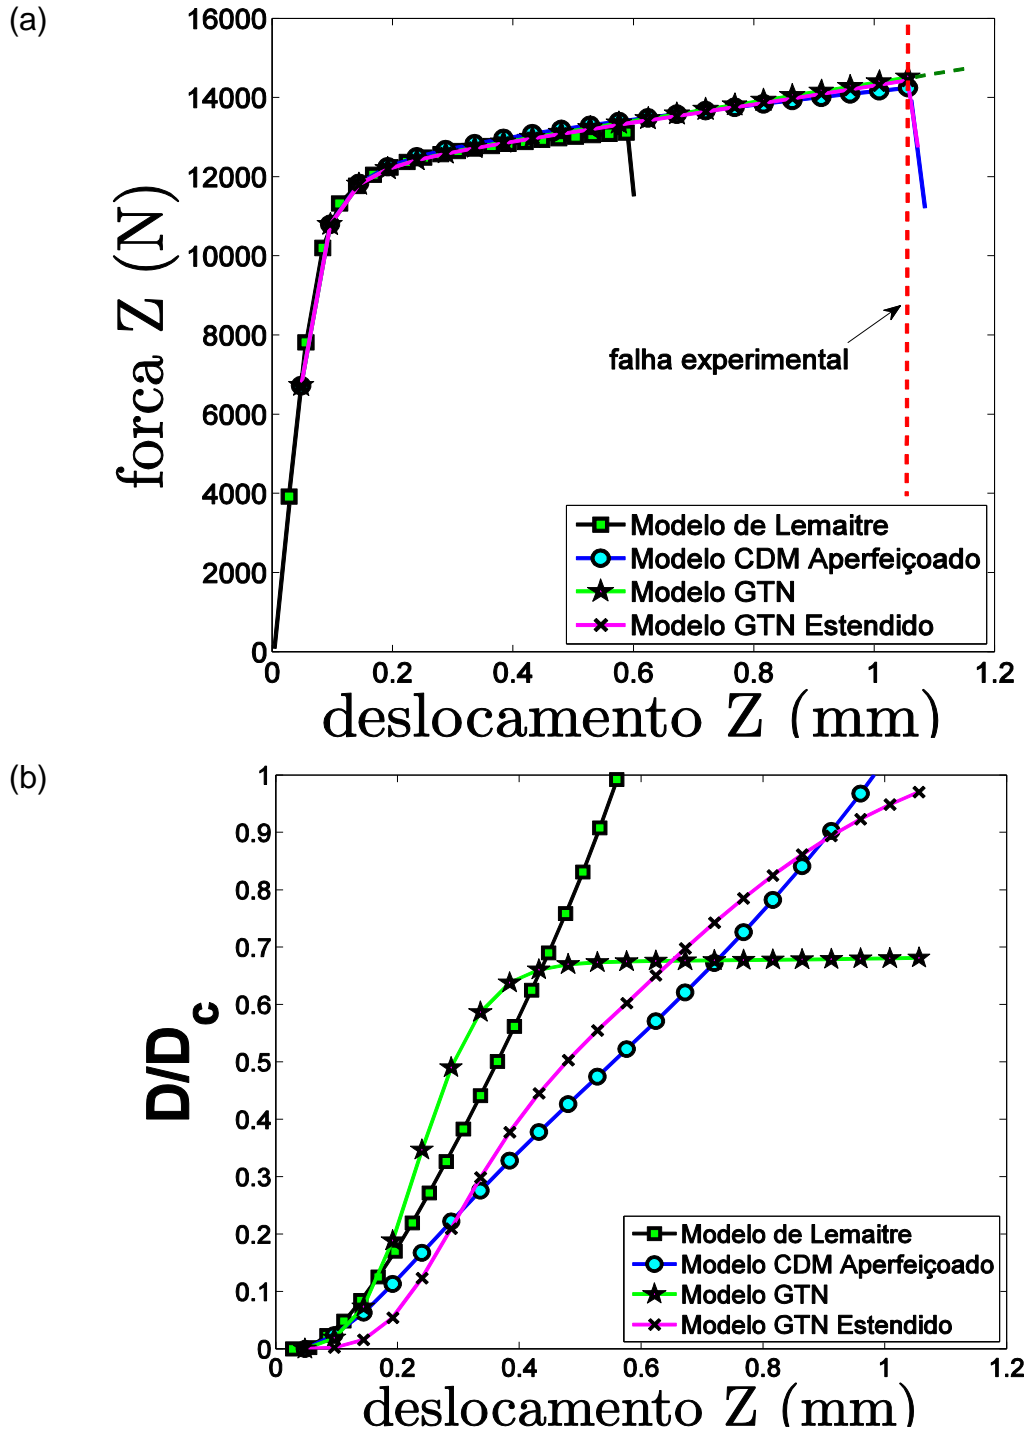 (a)
16000
14000
12000
10000
8000
6000
4000
2000
0
forca Z (N)
falha experimental
Modelo de Lemaitre
Modelo CDM Aperfeiçoado
Modelo GTN
Modelo GTN Estendido
0 0.2 0.4 0.6 0.8 1 1.2
deslocamento Z (mm)
(b)
1
0.9
0.8
0.7
0.6
0.5
0.4
0.3
0.2
0.1
0
D/Dc
Modelo de Lemaitre
Modelo CDM Aperfeiçoado
Modelo GTN
Modelo GTN Estendido
0 0.2 0.4 0.6 0.8 1 1.2
deslocamento Z (mm)